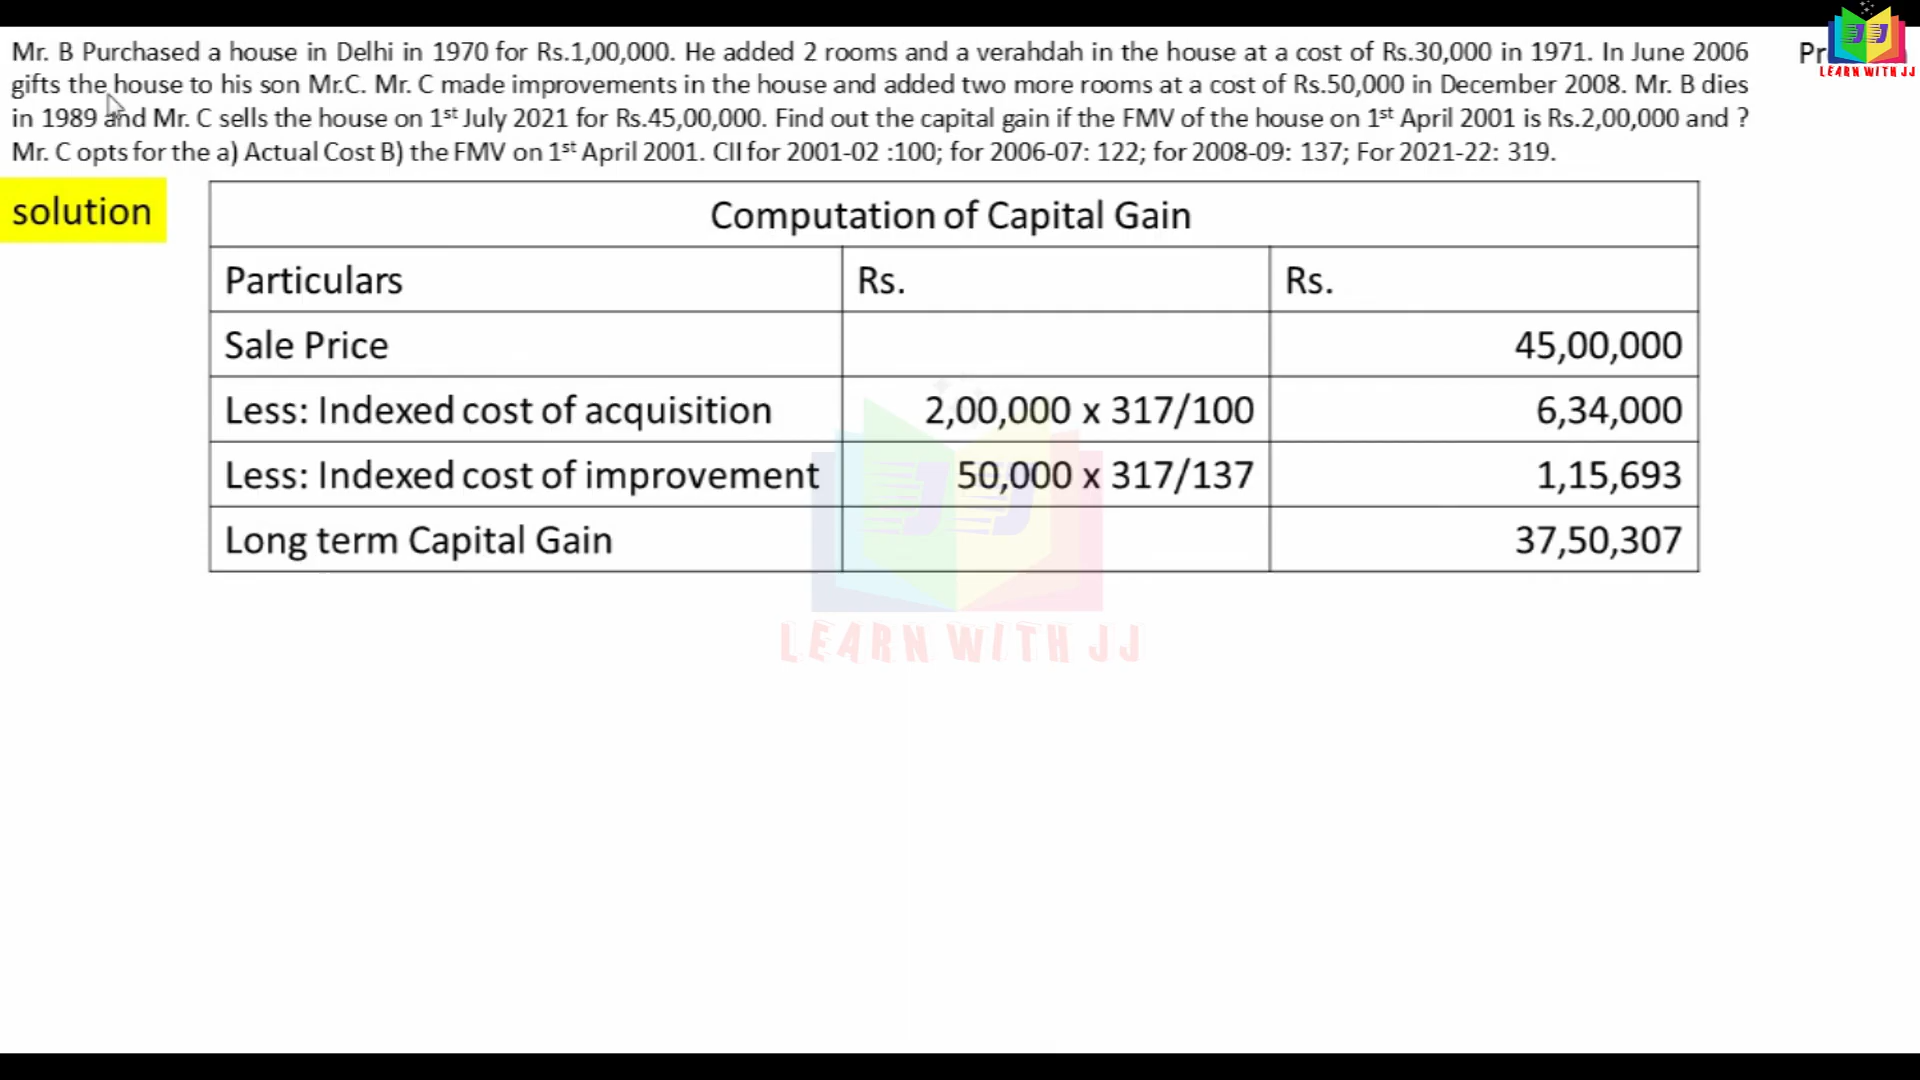 Mr. B Purchased a house in Delhi in 1970 for Rs.1,00,000. He added 2 rooms and a verahdah in the house at a cost of Rs.30,000 in 1971. In June 2006
gifts the house to his son Mr.C. Mr. C made improvements in the house and added two more rooms at a cost of Rs.50,000 in December 2008. Mr. B dies
in 1989 and Mr. C sells the house on 1st July 2021 for Rs.45,00,000. Find out the capital gain if the FMV of the house on 1st April 2001 is Rs.2,00,000 and ?
Mr. C opts for the a) Actual Cost B) the FMV on 1st April 2001. CII for 2001-02 :100; for 2006-07: 122; for 2008-09: 137; For 2021-22: 319.
JJ
LEARN WITH JJ
solution
Computation of Capital Gain
Particulars Rs. Rs.
Sale Price 45,00,000
Less: Indexed cost of acquisition 2,00,000 x 317/100 6,34,000
Less: Indexed cost of improvement 50,000 x 317/137 1,15,693
Long term Capital Gain 37,50,307
JJ
LEARN WITH JJ